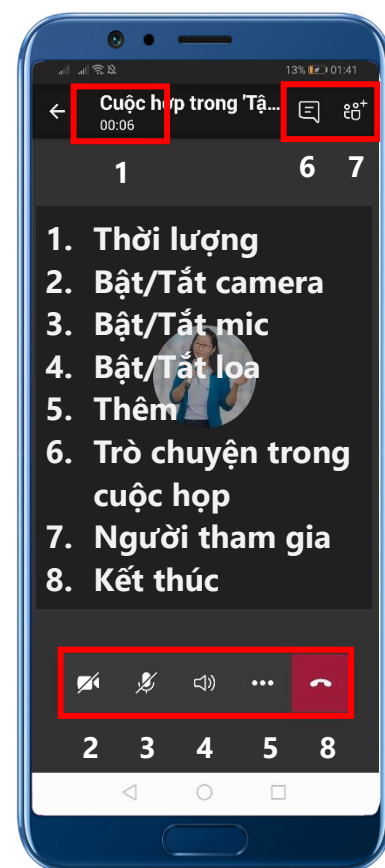 13% 01:41
Cuộc họp trong 'Tậ...
00:06
1
6 7
1. Thời lượng
2. Bật/Tắt camera
3. Bật/Tắt mic
4. Bật/Tắt loa
5. Thêm
6. Trò chuyện trong
cuộc họp
7. Người tham gia
8. Kết thúc
2 3 4 5 8